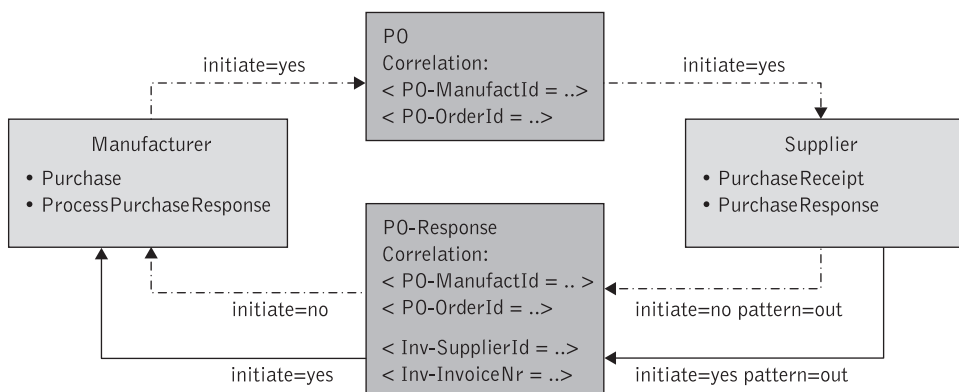 PO
Correlation:
< PO-ManufactId = ..>
< PO-OrderId = ..>
initiate=yes
initiate=yes
Manufacturer
• Purchase
• ProcessPurchaseResponse
Supplier
• PurchaseReceipt
• PurchaseResponse
PO-Response
Correlation:
< PO-ManufactId = .. >
< PO-OrderId = ..>
< Inv-SupplierId = ..>
< Inv-InvoiceNr = ..>
initiate=no
initiate=no pattern=out
initiate=yes
initiate=yes pattern=out